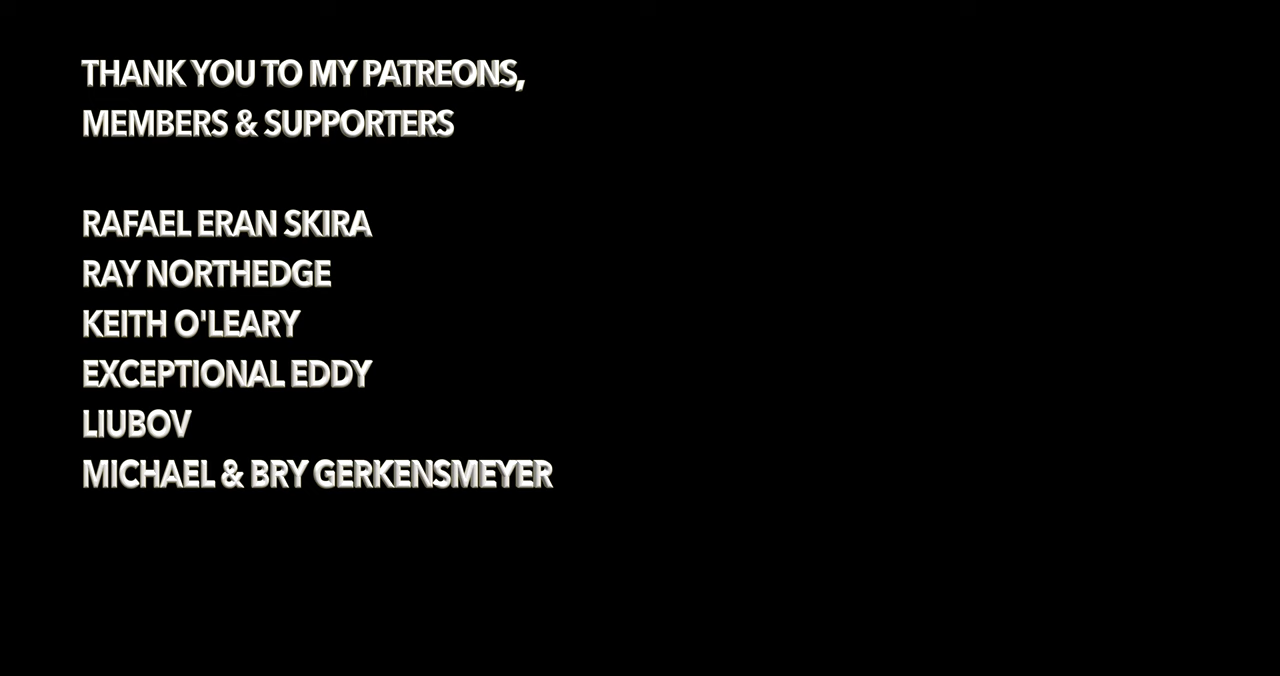 THANK YOU TO MY PATREONS,
MEMBERS & SUPPORTERS
RAFAEL ERAN SKIRA
RAY NORTHEDGE
KEITH O'LEARY
EXCEPTIONAL EDDY
LIUBOV
MICHAEL & BRY GERKENSMEYER